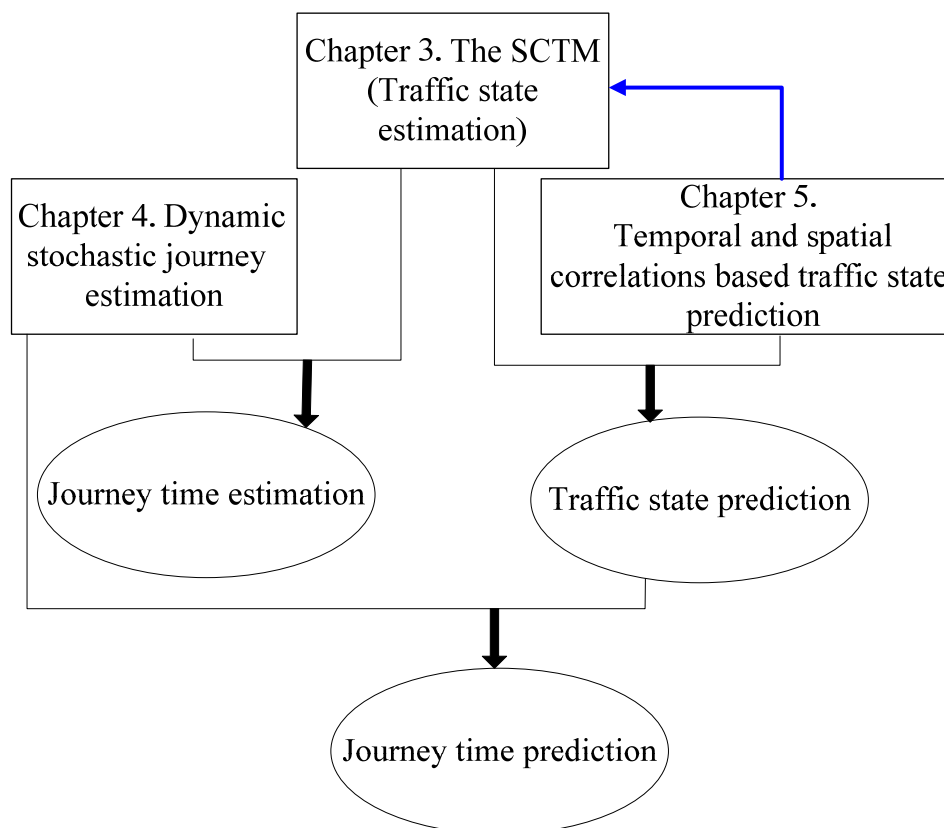 Chapter 3. The SCTM
(Traffic state
estimation)
Chapter 4. Dynamic
stochastic journey
estimation
Chapter 5.
Temporal and spatial
correlations based traffic state
prediction
Journey time estimation
Traffic state prediction
Journey time prediction